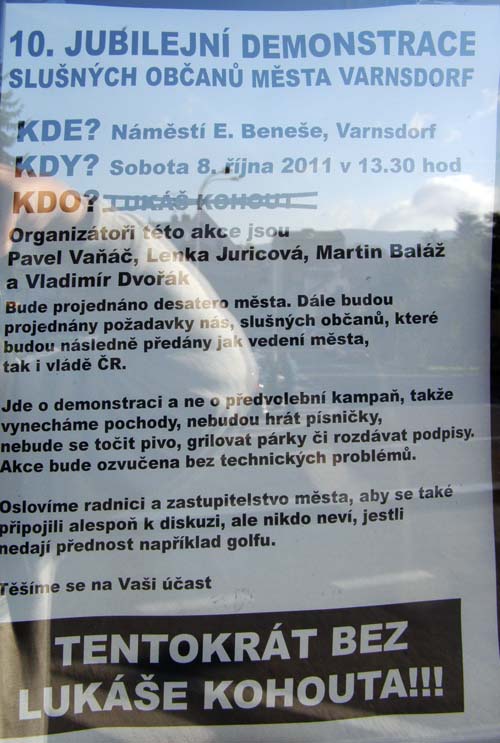 10. JUBILEJNÍ DEMONSTRACE
SLUŠNÝCH OBČANŮ MĚSTA VARNSDORF
KDE? Náměstí E. Beneše, Varnsdorf
KDY? Sobota 8. října 2011 v 13.30 hod
KDO? LUKÁŠ KOHOUT
Organizátoři této akce jsou
Pavel Vaňáč, Lenka Juricová, Martin Baláž
a Vladimír Dvořák
Bude projednáno desatero města. Dále budou
projednány požadavky nás, slušných občanů, které
budou následně předány jak vedení města,
tak i vládě ČR.
Jde o demonstraci a ne o předvolební kampaň, takže
vynecháme pochody, nebudou hrát písničky,
nebude se točit pivo, grilovat párky či rozdávat podpisy.
Akce bude ozvučena bez technických problémů.
Oslovíme radnici a zastupitelstvo města, aby se také
připojili alespoň k diskuzi, ale nikdo neví, jestli
nedají přednost například golfu.
Těšíme se na Vaši účast
TENTOKRÁT BEZ
LUKÁŠE KOHOUTA!!!